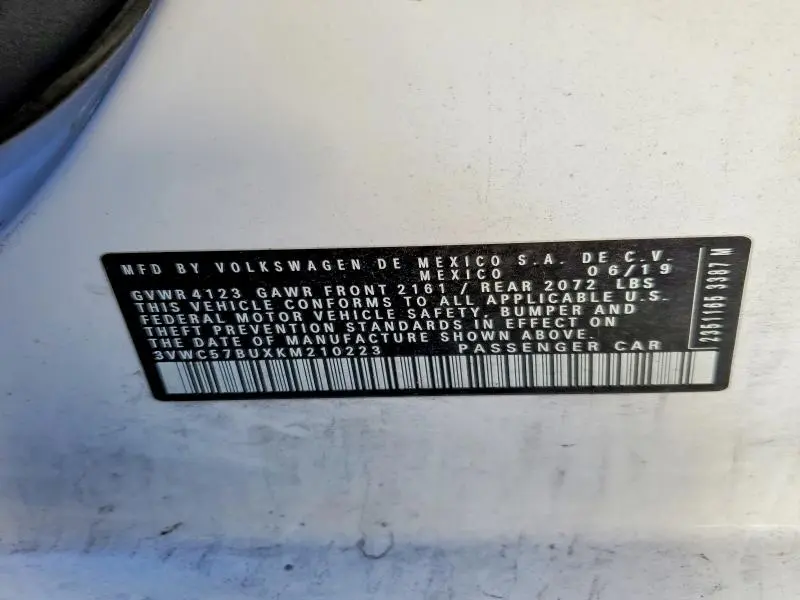 MFD BY VOLKSWAGEN DE MEXICO S.A. DE C.V.
MEXICO 06/19
GVWR 4123 GAWR FRONT 2161 / REAR 2072 LBS
THIS VEHICLE CONFORMS TO ALL APPLICABLE U.S.
FEDERAL MOTOR VEHICLE SAFETY, BUMPER AND
THEFT PREVENTION STANDARDS IN EFFECT ON
THE DATE OF MANUFACTURE SHOWN ABOVE.
3VWC57BUXKM210223 PASSENGER CAR
2351165 3387 M